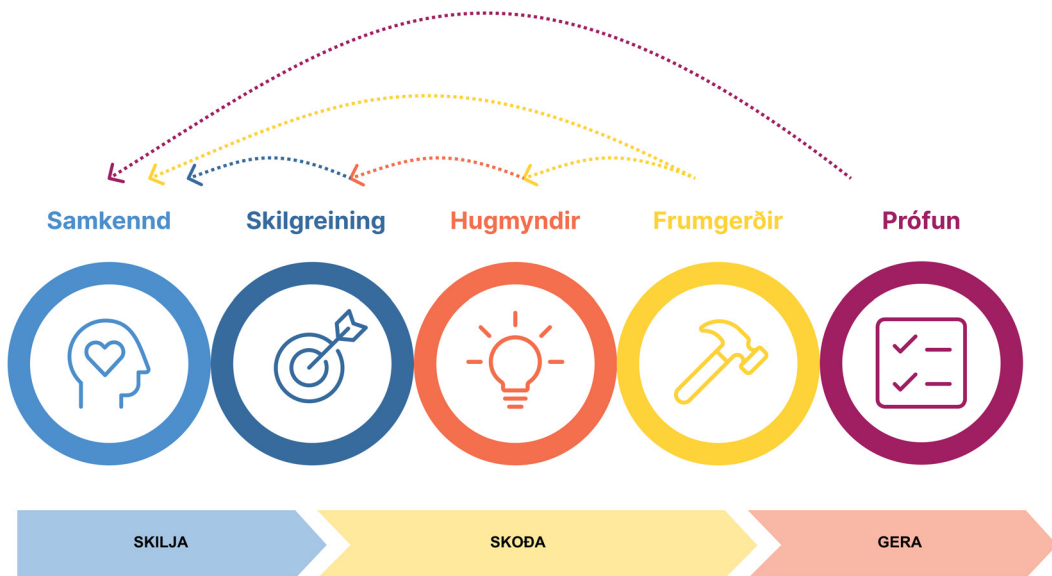 Samkennd
Skilgreining
Hugmyndir
Frumgerðir
Prófun
SKILJA
SKOÐA
GERA